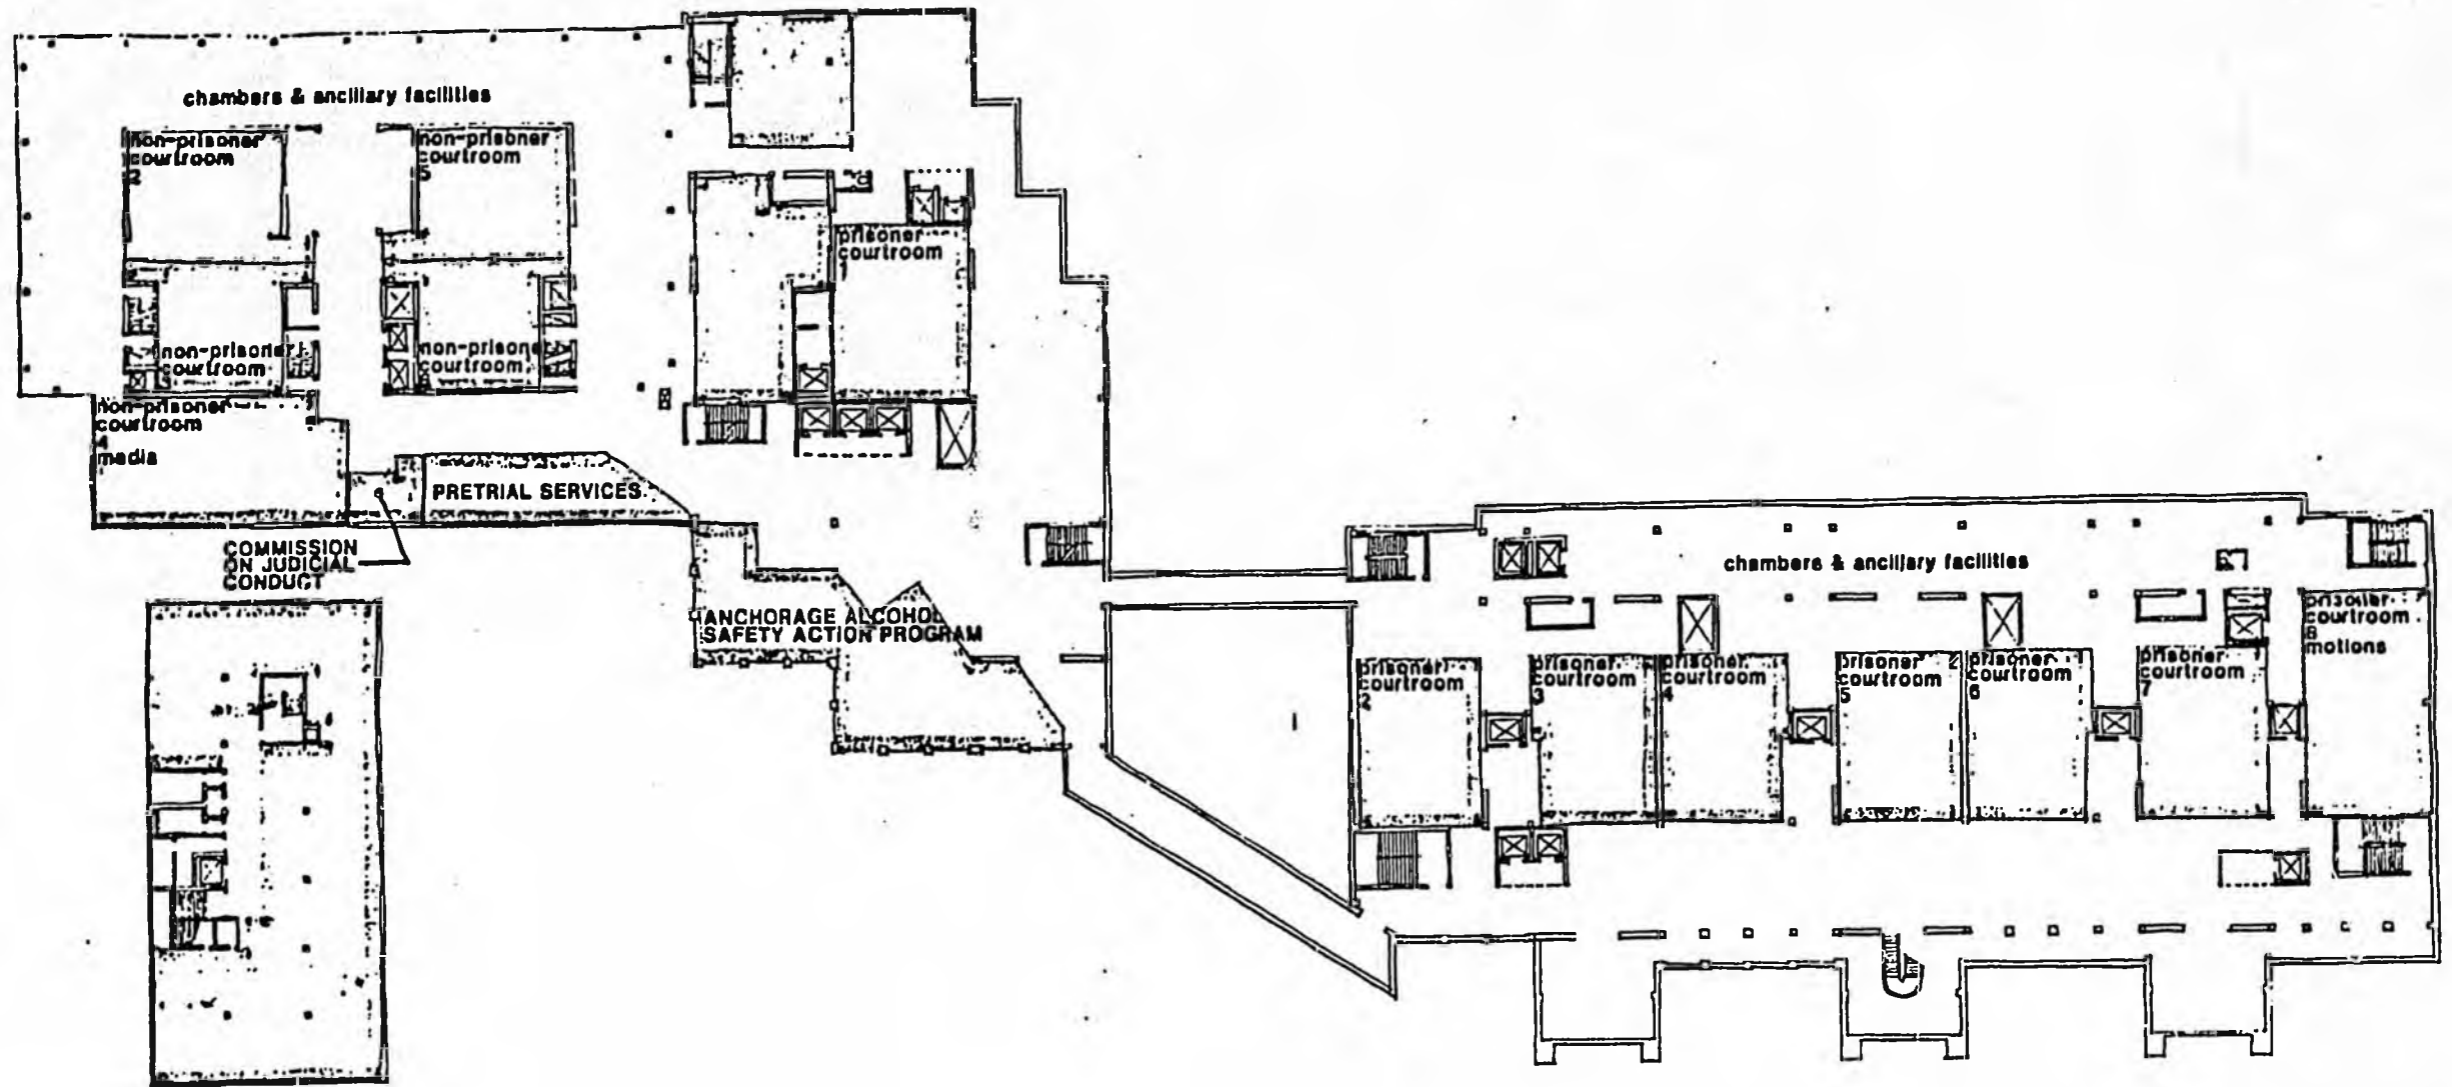 chambers & ancillary facilities
non-prisoner
courtroom
2
non-prisoner
courtroom
5
prisoner
courtroom
1
non-prisoner
courtroom
3
non-prisoner
courtroom
non-prisoner
courtroom
4
media
PRETRIAL SERVICES
COMMISSION
ON JUDICIAL
CONDUCT
ANCHORAGE ALCOHOL
SAFETY ACTION PROGRAM
chambers & ancillary facilities
prisoner
courtroom
2
prisoner
courtroom
3
prisoner
courtroom
4
prisoner
courtroom
5
prisoner
courtroom
6
prisoner
courtroom
7
prisoner
courtroom
8
motions